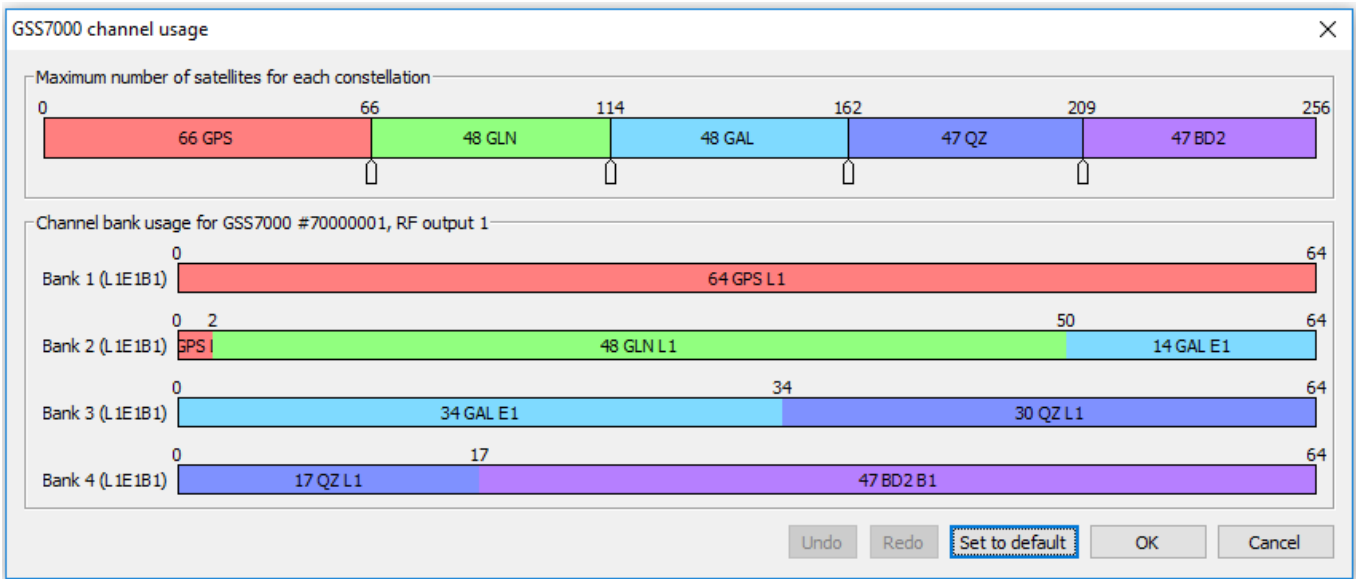 GSS7000 channel usage
Maximum number of satellites for each constellation
0 66 114 162 209 256
66 GPS 48 GLN 48 GAL 47 QZ 47 BD2
Channel bank usage for GSS7000 #70000001, RF output 1
0 64
Bank 1 (L1E1B1) 64 GPS L1
0 2 50 64
Bank 2 (L1E1B1) GPS 48 GLN L1 14 GAL E1
0 34 64
Bank 3 (L1E1B1) 34 GAL E1 30 QZ L1
0 17 64
Bank 4 (L1E1B1) 17 QZ L1 47 BD2 B1
Undo Redo Set to default OK Cancel